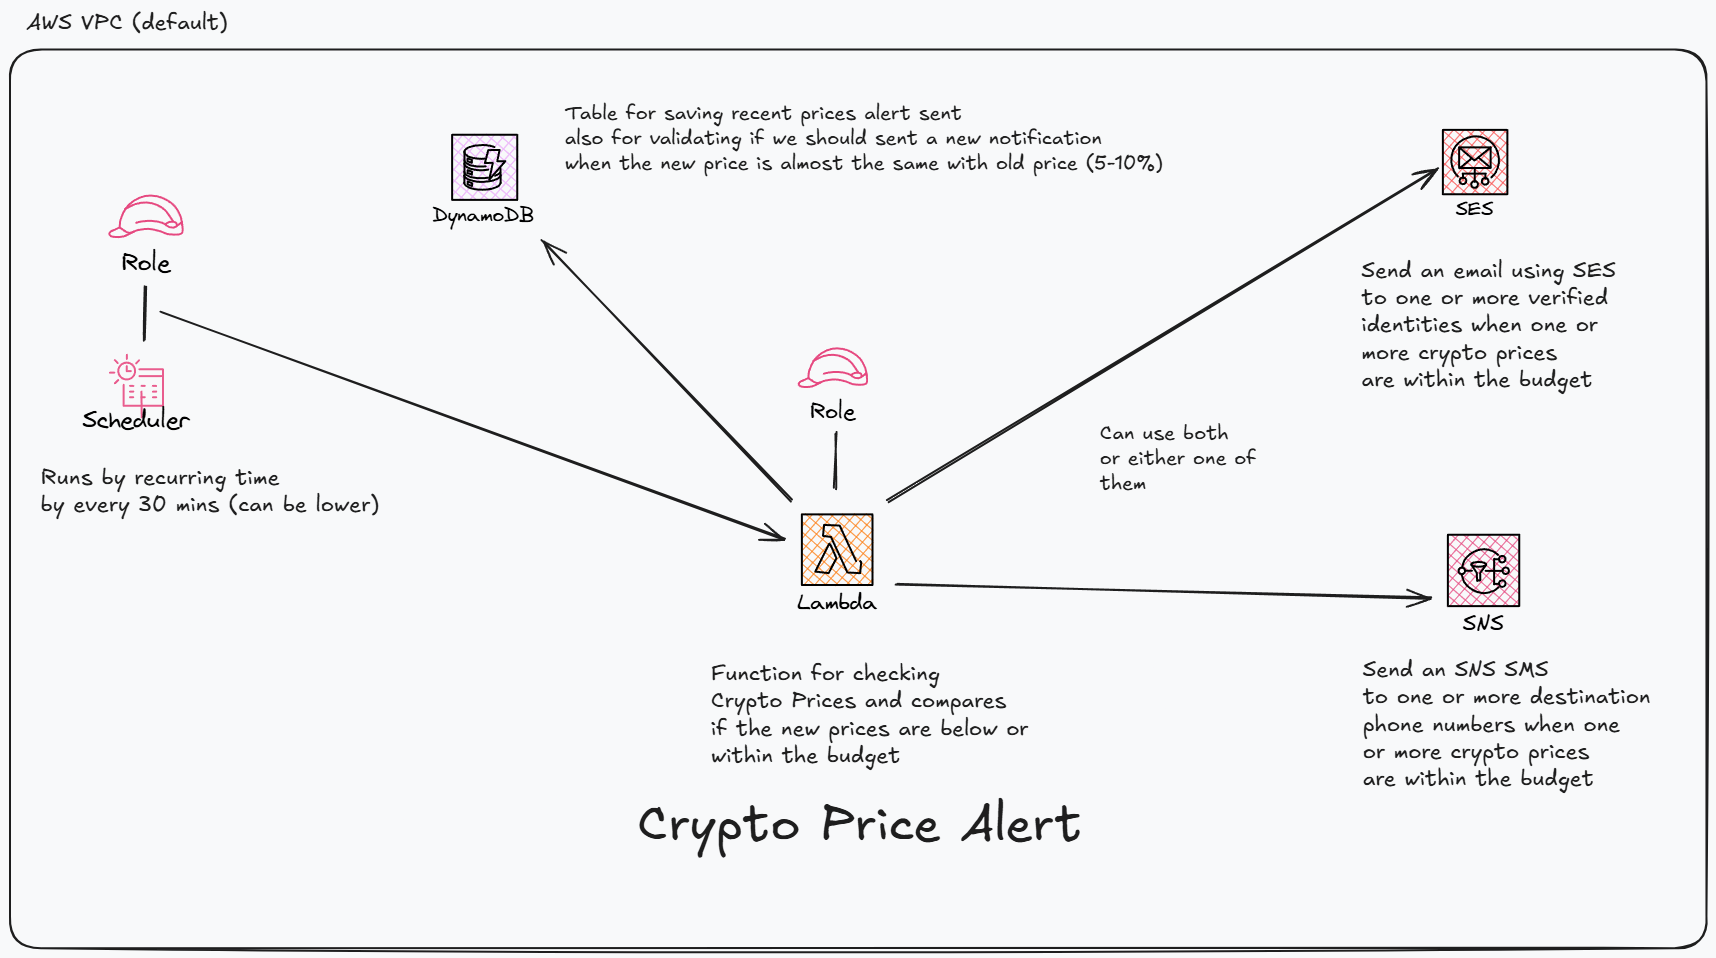 AWS VPC (default)
Table for saving recent prices alert sent
also for validating if we should sent a new notification
when the new price is almost the same with old price (5-10%)
DynamoDB
SES
Role
Send an email using SES
to one or more verified
identities when one or
more crypto prices
are within the budget
Scheduler
Runs by recurring time
by every 30 mins (can be lower)
Role
Can use both
or either one of
them
Lambda
SNS
Function for checking
Crypto Prices and compares
if the new prices are below or
within the budget
Send an SNS SMS
to one or more destination
phone numbers when one
or more crypto prices
are within the budget
Crypto Price Alert